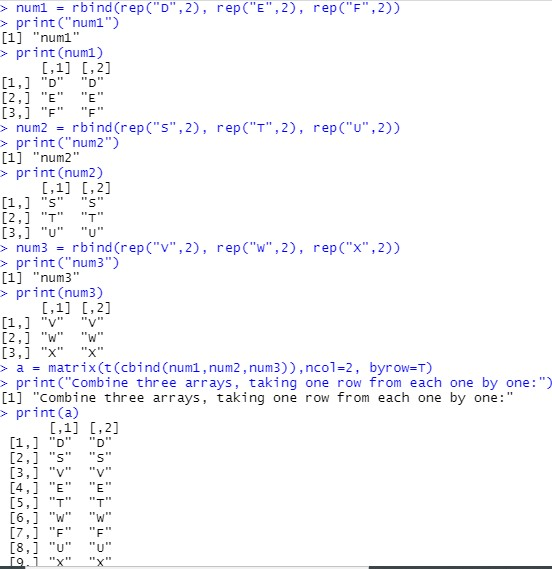 > num1 = rbind(rep("D",2), rep("E",2), rep("F",2))
> print("num1")
[1] "num1"
> print(num1)
     [,1] [,2]
[1,] "D"  "D"
[2,] "E"  "E"
[3,] "F"  "F"
> num2 = rbind(rep("S",2), rep("T",2), rep("U",2))
> print("num2")
[1] "num2"
> print(num2)
     [,1] [,2]
[1,] "S"  "S"
[2,] "T"  "T"
[3,] "U"  "U"
> num3 = rbind(rep("V",2), rep("W",2), rep("X",2))
> print("num3")
[1] "num3"
> print(num3)
     [,1] [,2]
[1,] "V"  "V"
[2,] "W"  "W"
[3,] "X"  "X"
> a = matrix(t(cbind(num1,num2,num3)),ncol=2, byrow=T)
> print("Combine three arrays, taking one row from each one by one:")
[1] "Combine three arrays, taking one row from each one by one:"
> print(a)
      [,1] [,2]
 [1,] "D"  "D"
 [2,] "S"  "S"
 [3,] "V"  "V"
 [4,] "E"  "E"
 [5,] "T"  "T"
 [6,] "W"  "W"
 [7,] "F"  "F"
 [8,] "U"  "U"
 [9,] "X"  "X"